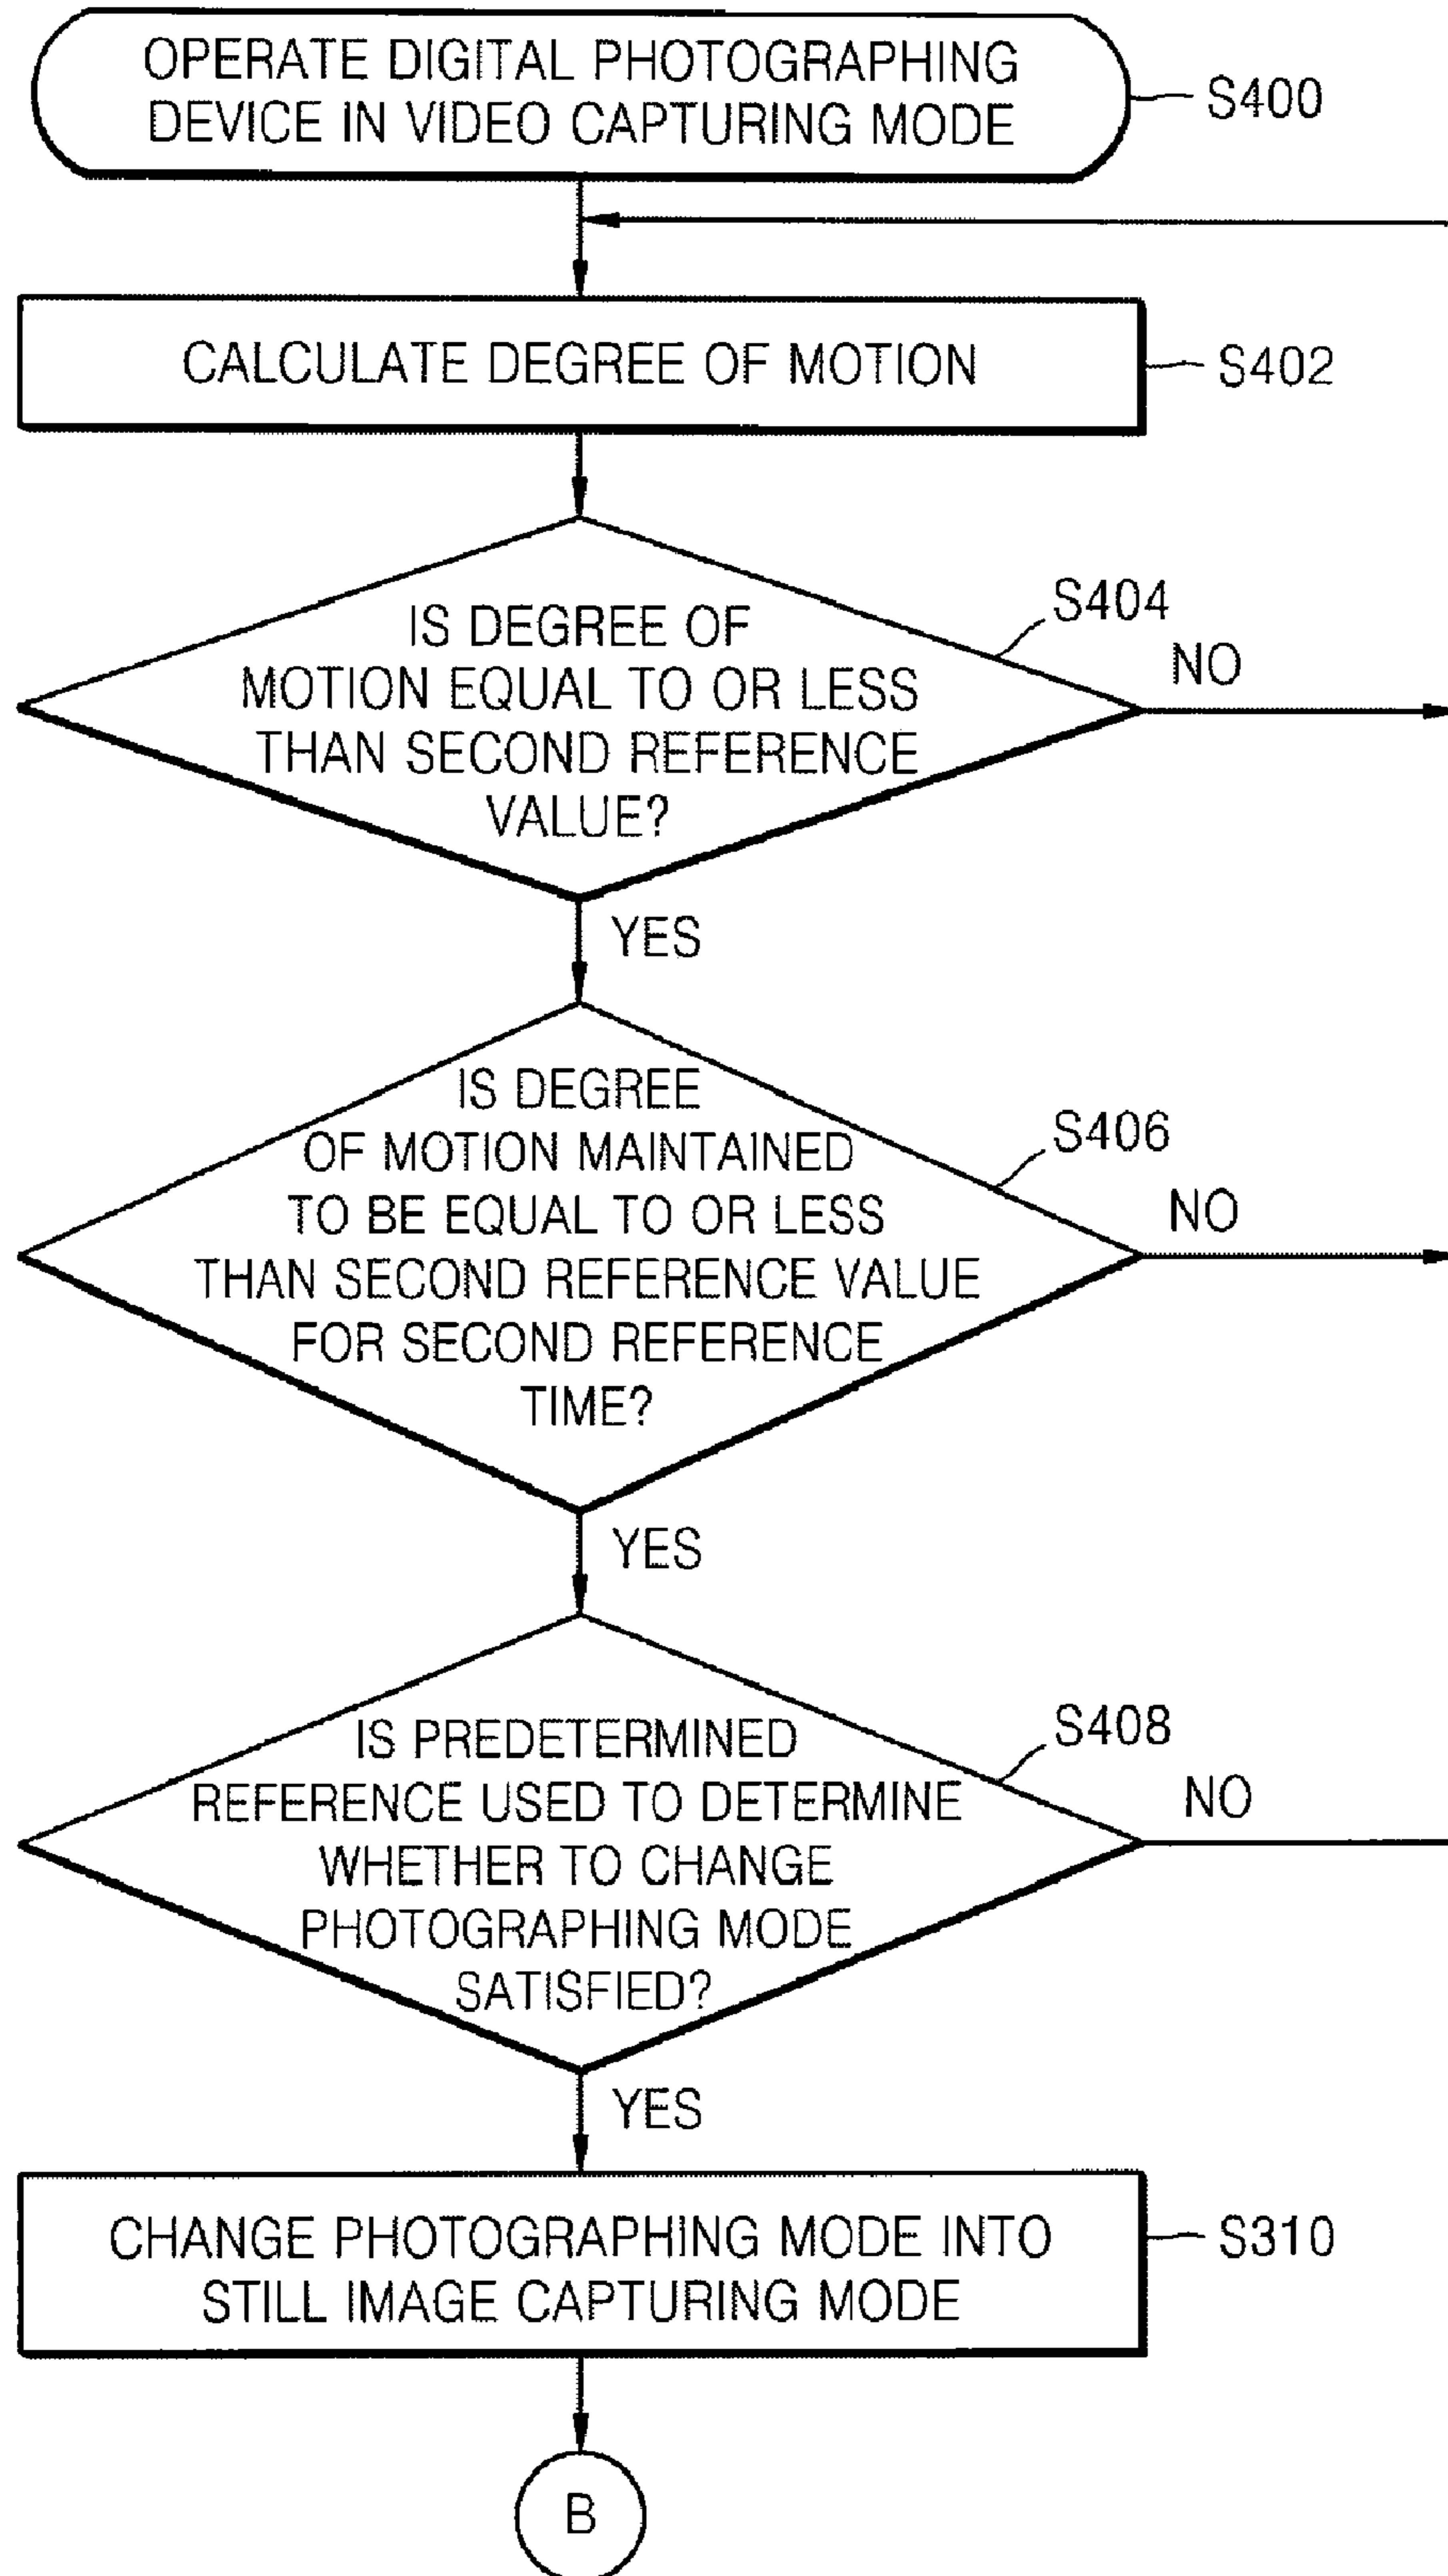 OPERATE DIGITAL PHOTOGRAPHING
DEVICE IN VIDEO CAPTURING MODE
S400
CALCULATE DEGREE OF MOTION
S402
IS DEGREE OF
MOTION EQUAL TO OR LESS
THAN SECOND REFERENCE
VALUE?
S404
NO
YES
IS DEGREE
OF MOTION MAINTAINED
TO BE EQUAL TO OR LESS
THAN SECOND REFERENCE VALUE
FOR SECOND REFERENCE
TIME?
S406
NO
YES
IS PREDETERMINED
REFERENCE USED TO DETERMINE
WHETHER TO CHANGE
PHOTOGRAPHING MODE
SATISFIED?
S408
NO
YES
CHANGE PHOTOGRAPHING MODE INTO
STILL IMAGE CAPTURING MODE
S310
B